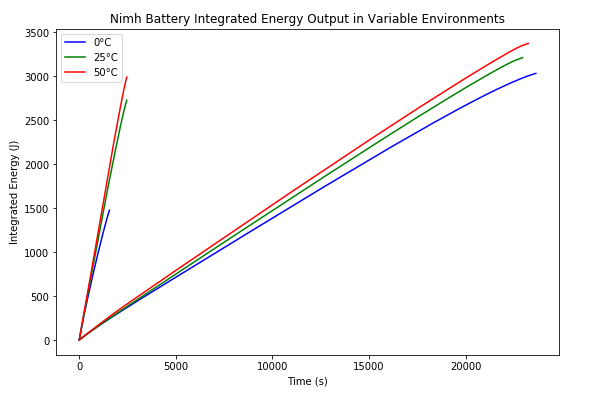 Nimh Battery Integrated Energy Output in Variable Environments
0°C
25°C
50°C
Integrated Energy (J)
3500
3000
2500
2000
1500
1000
500
0
0 5000 10000 15000 20000
Time (s)